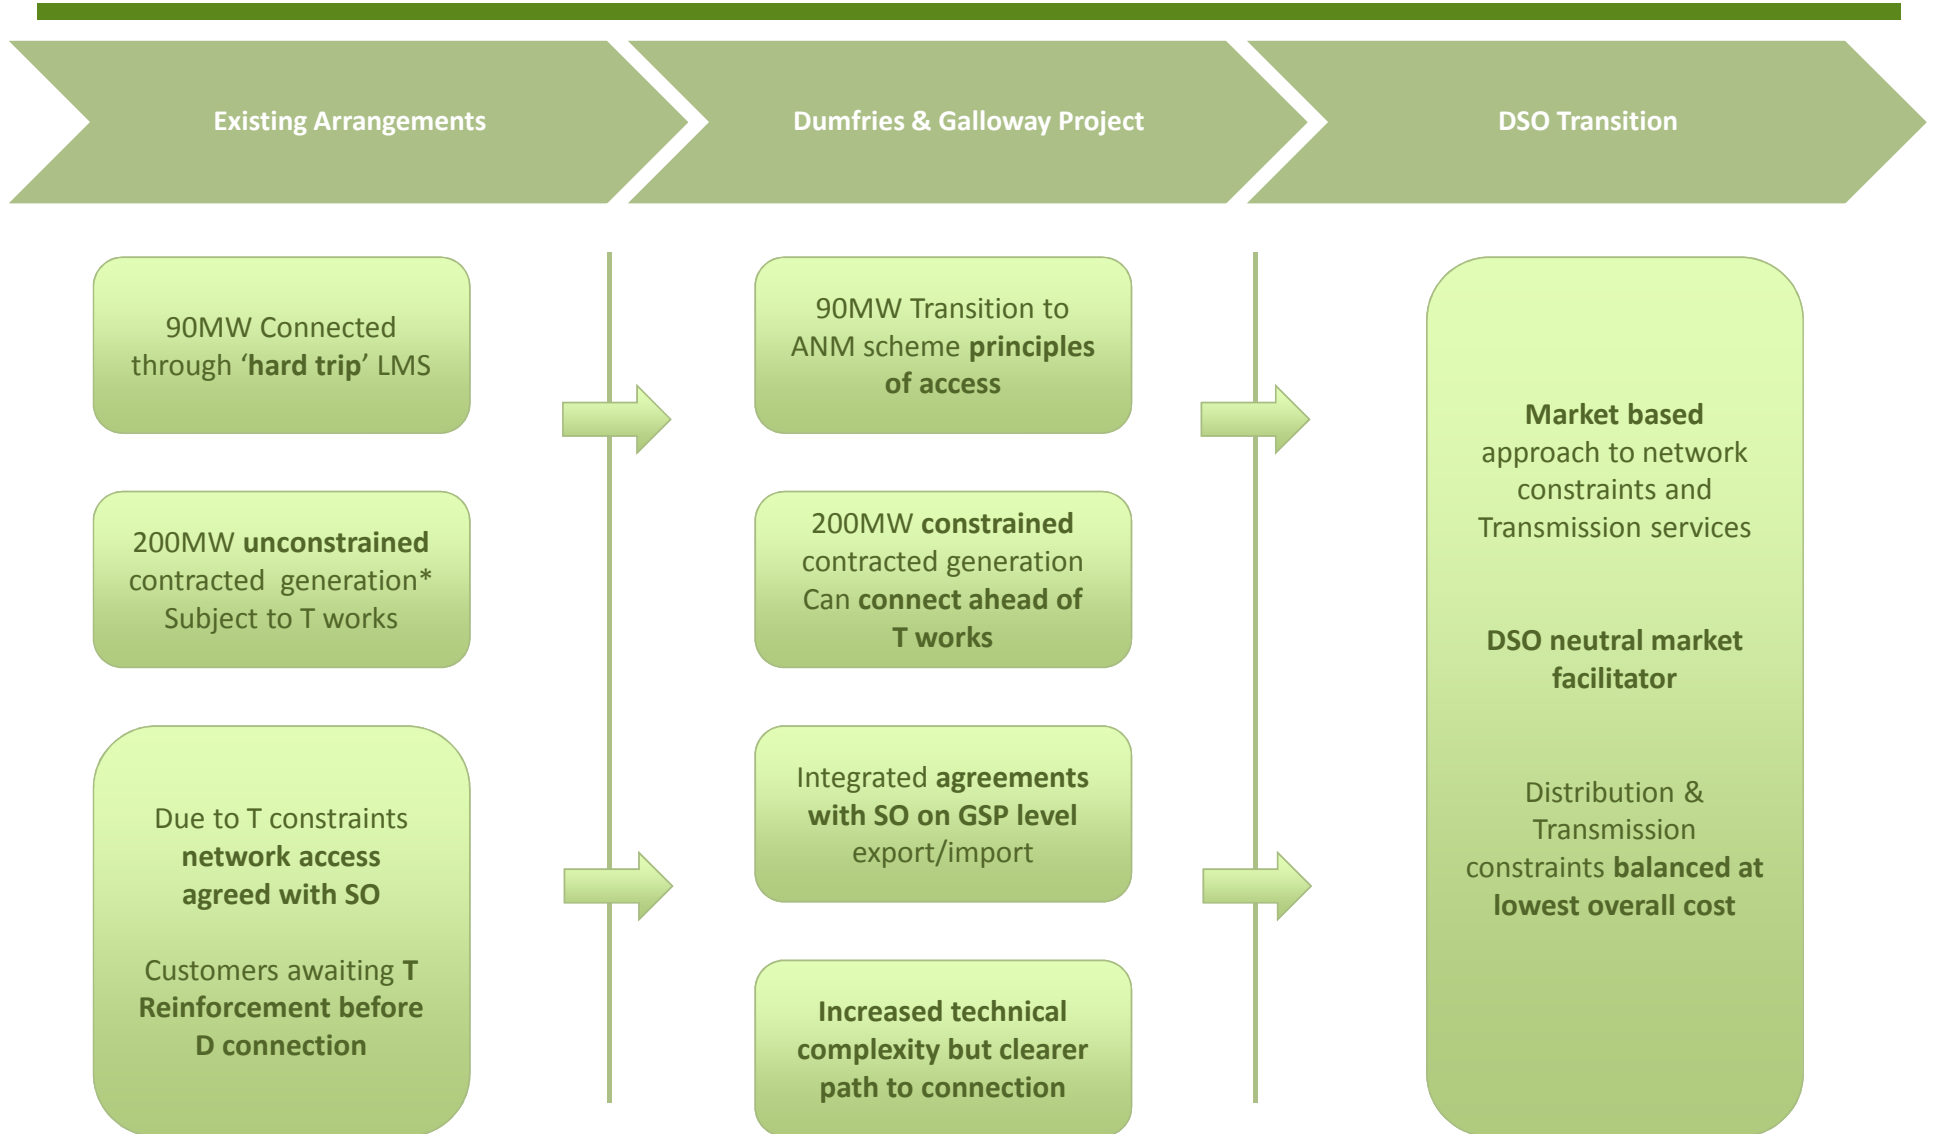 Existing Arrangements
Dumfries & Galloway Project
DSO Transition
90MW Connected
through ‘hard trip’ LMS
200MW unconstrained
contracted generation*
Subject to T works
Due to T constraints
network access
agreed with SO
Customers awaiting T
Reinforcement before
D connection
90MW Transition to
ANM scheme principles
of access
200MW constrained
contracted generation
Can connect ahead of
T works
Integrated agreements
with SO on GSP level
export/import
Increased technical
complexity but clearer
path to connection
Market based
approach to network
constraints and
Transmission services
DSO neutral market
facilitator
Distribution &
Transmission
constraints balanced at
lowest overall cost